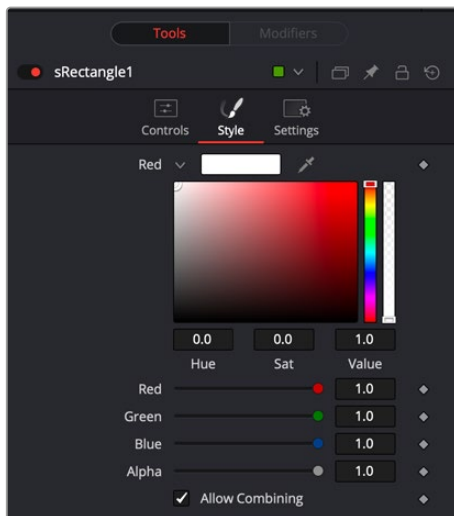 Tools Modifiers
sRectangle1
Controls Style Settings
Red
0.0 0.0 1.0
Hue Sat Value
Red 1.0
Green 1.0
Blue 1.0
Alpha 1.0
Allow Combining